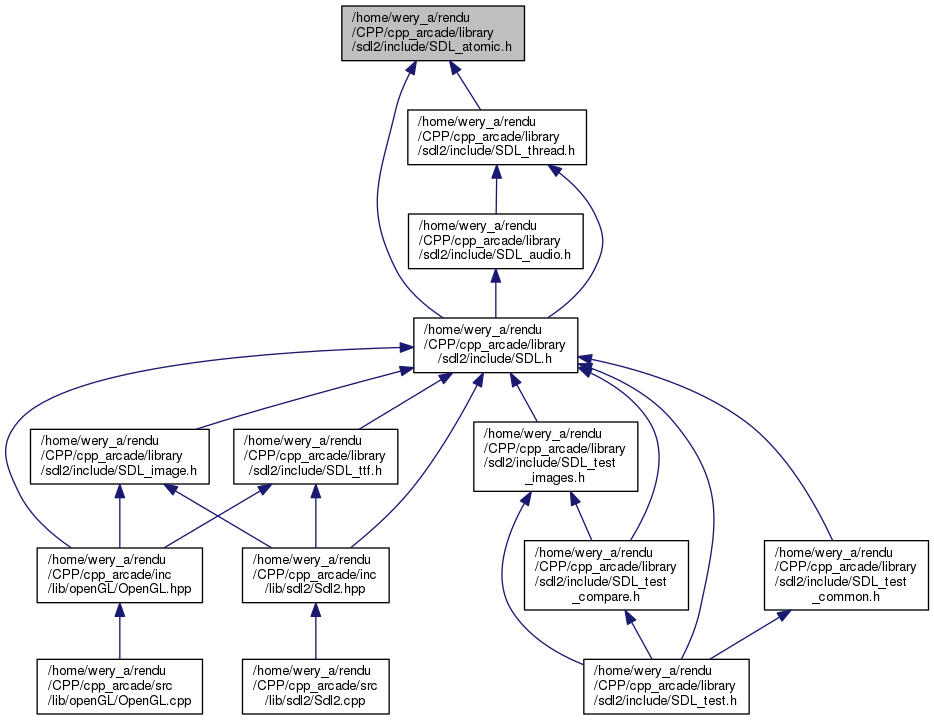 /home/wery_a/rendu
/CPP/cpp_arcade/library
/sdl2/include/SDL_atomic.h
/home/wery_a/rendu
/CPP/cpp_arcade/library
/sdl2/include/SDL_thread.h
/home/wery_a/rendu
/CPP/cpp_arcade/library
/sdl2/include/SDL_audio.h
/home/wery_a/rendu
/CPP/cpp_arcade/library
/sdl2/include/SDL.h
/home/wery_a/rendu
/CPP/cpp_arcade/library
/sdl2/include/SDL_image.h
/home/wery_a/rendu
/CPP/cpp_arcade/library
/sdl2/include/SDL_ttf.h
/home/wery_a/rendu
/CPP/cpp_arcade/library
/sdl2/include/SDL_test
_images.h
/home/wery_a/rendu
/CPP/cpp_arcade/inc
/lib/openGL/OpenGL.hpp
/home/wery_a/rendu
/CPP/cpp_arcade/inc
/lib/sdl2/Sdl2.hpp
/home/wery_a/rendu
/CPP/cpp_arcade/library
/sdl2/include/SDL_test
_compare.h
/home/wery_a/rendu
/CPP/cpp_arcade/library
/sdl2/include/SDL_test
_common.h
/home/wery_a/rendu
/CPP/cpp_arcade/src
/lib/openGL/OpenGL.cpp
/home/wery_a/rendu
/CPP/cpp_arcade/src
/lib/sdl2/Sdl2.cpp
/home/wery_a/rendu
/CPP/cpp_arcade/library
/sdl2/include/SDL_test.h